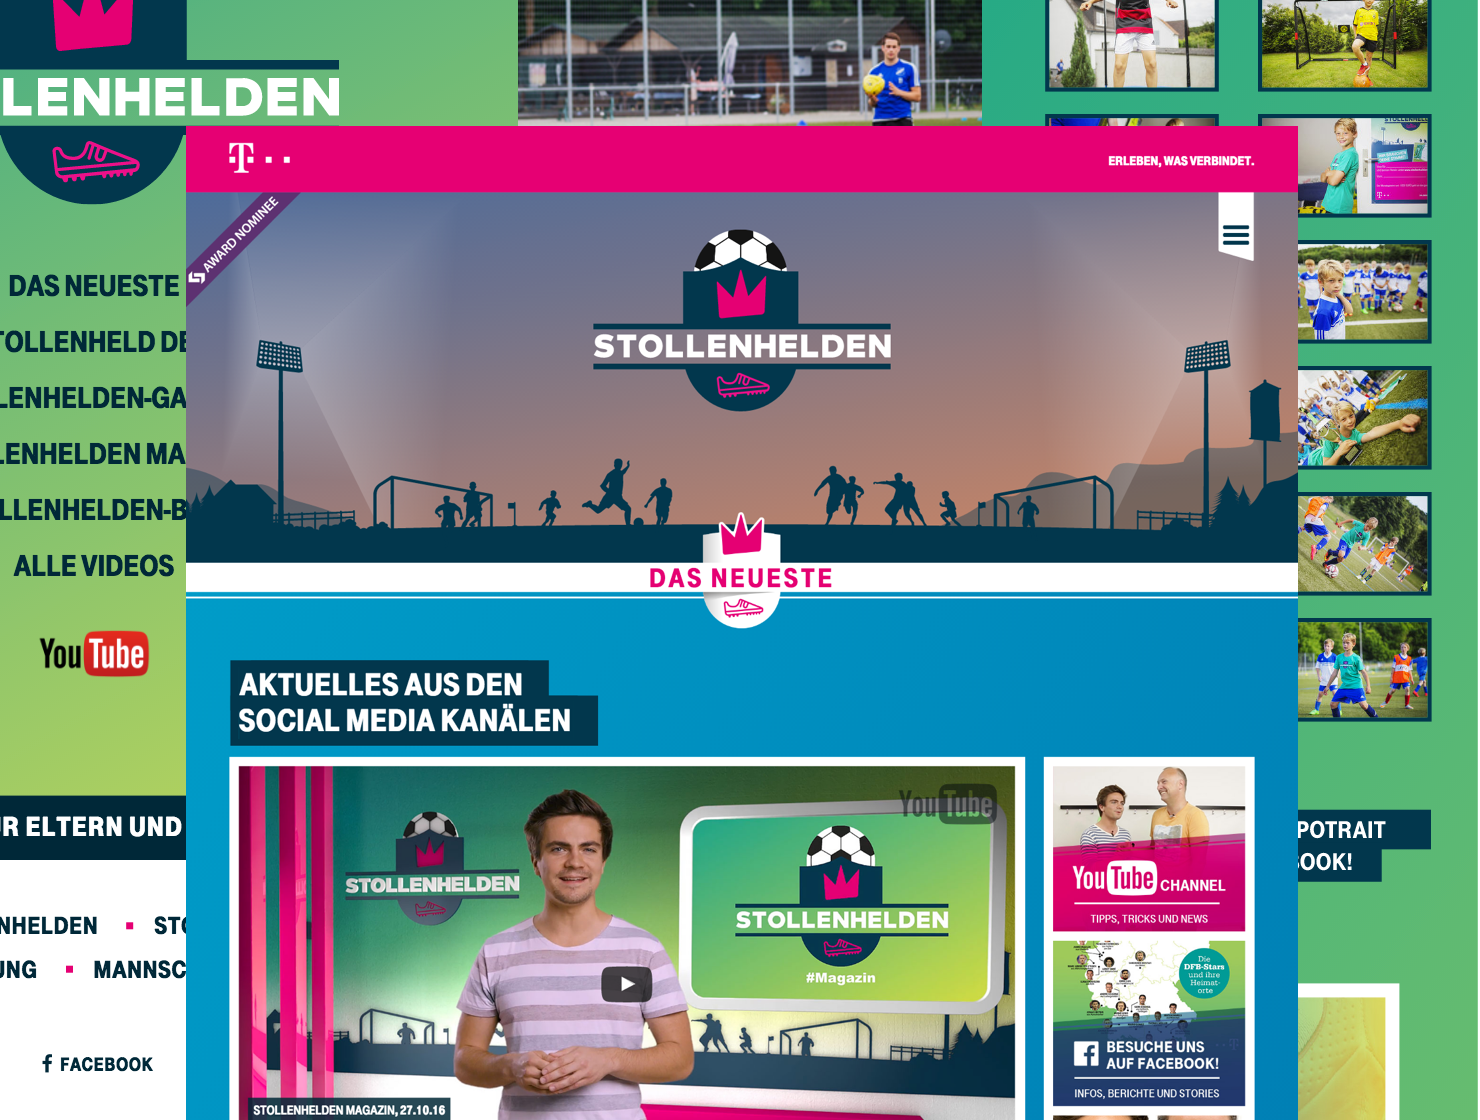 LENHELDEN
DAS NEUESTE
TOLLENHELD DE
LENHELDEN-GA
LENHELDEN MA
LLENHELDEN-B
ALLE VIDEOS
YouTube
R ELTERN UND
NHELDEN ▪ STO
UNG ▪ MANNSC
FACEBOOK
T
ERLEBEN, WAS VERBINDET.
AWARD NOMINEE
STOLLENHELDEN
DAS NEUESTE
AKTUELLES AUS DEN
SOCIAL MEDIA KANÄLEN
YouTube
STOLLENHELDEN
STOLLENHELDEN
#Magazin
STOLLENHELDEN MAGAZIN, 27.10.16
YouTube CHANNEL
TIPPS, TRICKS UND NEWS
Die
DFB-Stars
und ihre
Heimat-
orte
BESUCHE UNS
AUF FACEBOOK!
INFOS, BERICHTE UND STORIES
POTRAIT
BOOK!